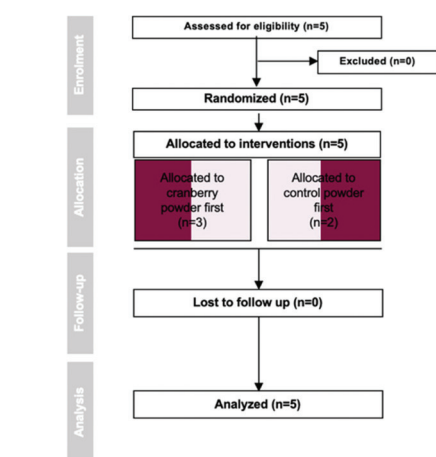 Enrolment
Assessed for eligibility (n=5)
Excluded (n=0)
Randomized (n=5)
Allocation
Allocated to interventions (n=5)
Allocated to
cranberry
powder first
(n=3)
Allocated to
control powder
first
(n=2)
Follow-up
Lost to follow up (n=0)
Analysis
Analyzed (n=5)